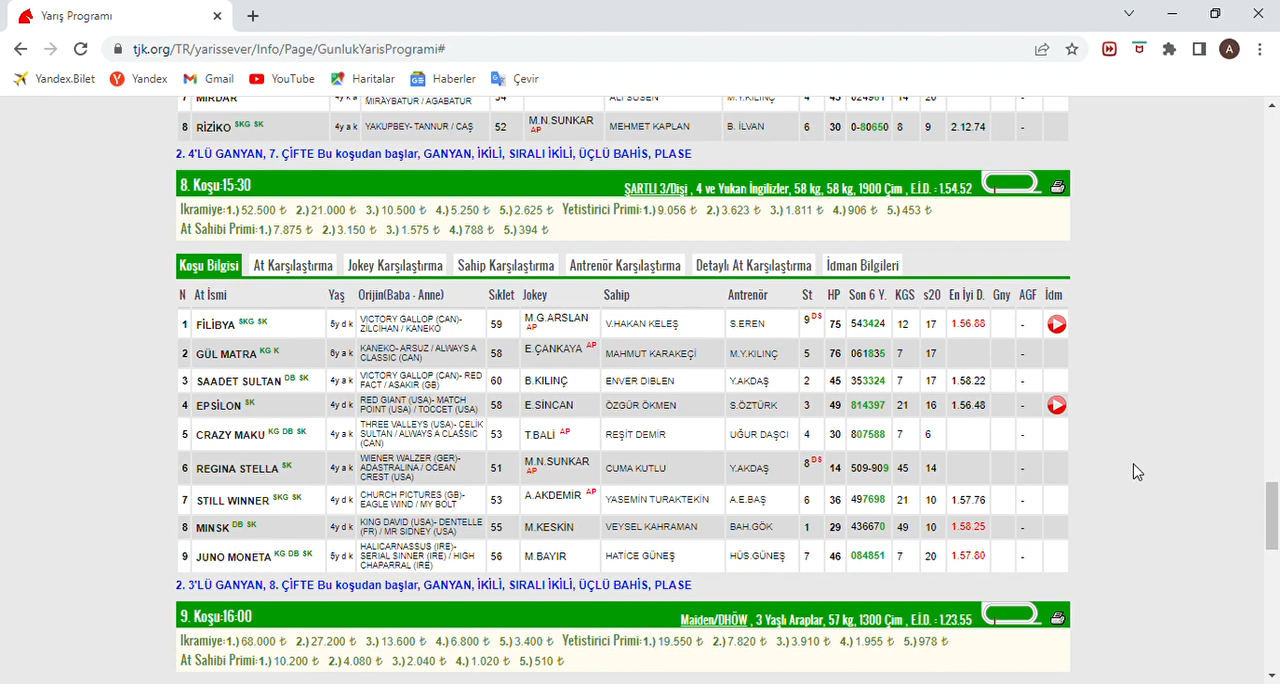 Yarış Programı
tjk.org/TR/yarissever/Info/Page/GunlukYarisProgrami#
A
Yandex.Bilet Yandex Gmail YouTube Haritalar Haberler Çevir
7 MIRDAR 4y k a MIRAYBATUR / AGABATUR 54 ALİ SUSEN M.Y.KILINÇ 4 43 024961 14 20 -
8 RİZİKO SKG SK 4y a k YAKUPBEY- TANNUR / CAŞ 52 M.N.SUNKAR AP MEHMET KAPLAN B. İLVAN 6 30 0-80650 8 9 2.12.74 -
2. 4'LÜ GANYAN, 7. ÇİFTE Bu koşudan başlar, GANYAN, İKİLİ, SIRALI İKİLİ, ÜÇLÜ BAHİS, PLASE
8. Koşu:15:30 ŞARTLI 3/Dişi , 4 ve Yukarı İngilizler, 58 kg, 58 kg, 1900 Çim , E.İ.D. : 1.54.52
İkramiye:1.) 52.500 ₺ 2.) 21.000 ₺ 3.) 10.500 ₺ 4.) 5.250 ₺ 5.) 2.625 ₺ Yetistirici Primi:1.) 9.056 ₺ 2.) 3.623 ₺ 3.) 1.811 ₺ 4.) 906 ₺ 5.) 453 ₺
At Sahibi Primi:1.) 7.875 ₺ 2.) 3.150 ₺ 3.) 1.575 ₺ 4.) 788 ₺ 5.) 394 ₺
Koşu Bilgisi At Karşılaştırma Jokey Karşılaştırma Sahip Karşılaştırma Antrenör Karşılaştırma Detaylı At Karşılaştırma İdman Bilgileri
N At İsmi Yaş Orijin(Baba - Anne) Sıklet Jokey Sahip Antrenör St HP Son 6 Y. KGS s20 En İyi D. Gny AGF İdm
1 FİLİBYA SKG SK 5y d k VICTORY GALLOP (CAN)- ZİLCİHAN / KANEKO 59 M.G.ARSLAN AP V.HAKAN KELEŞ S.EREN 9 DS 75 543424 12 17 1.56.88 -
2 GÜL MATRA KG K 6y a k KANEKO- ARSUZ / ALWAYS A CLASSIC (CAN) 58 E.ÇANKAYA AP MAHMUT KARAKEÇİ M.Y.KILINÇ 5 76 061835 7 17 -
3 SAADET SULTAN DB SK 4y a k VICTORY GALLOP (CAN)- RED FACT / ASAKIR (GB) 60 B.KILINÇ ENVER DIBLEN Y.AKDAŞ 2 45 353324 7 17 1.58.22 -
4 EPSİLON SK 4y d k RED GIANT (USA)- MATCH POINT (USA) / TOCCET (USA) 58 E.SİNCAN ÖZGÜR ÖKMEN S.ÖZTÜRK 3 49 814397 21 16 1.56.48 -
5 CRAZY MAKU KG DB SK 4y a k THREE VALLEYS (USA)- ÇELİK SULTAN / ALWAYS A CLASSIC (CAN) 53 T.BALİ AP REŞİT DEMİR UĞUR DAŞCI 4 30 807588 7 6 -
6 REGINA STELLA SK 4y a k WIENER WALZER (GER)- ADASTRALINA / OCEAN CREST (USA) 51 M.N.SUNKAR AP CUMA KUTLU Y.AKDAŞ 8 DS 14 509-909 45 14 -
7 STILL WINNER SKG SK 4y d k CHURCH PICTURES (GB)- EAGLE WIND / MY BOLT 53 A.AKDEMİR AP YASEMİN TURAKTEKİN A.E.BAŞ 6 36 497698 21 10 1.57.76 -
8 MINSK DB SK 4y d k KING DAVID (USA)- DENTELLE (FR) / MR SIDNEY (USA) 55 M.KESKİN VEYSEL KAHRAMAN BAH.GÖK 1 29 436670 49 10 1.58.25 -
9 JUNO MONETA KG DB SK 5y d k HALICARNASSUS (IRE)- SERIAL SINNER (IRE) / HIGH CHAPARRAL (IRE) 56 M.BAYIR HATİCE GÜNEŞ HÜS.GÜNEŞ 7 46 084851 7 20 1.57.80 -
2. 3'LÜ GANYAN, 8. ÇİFTE Bu koşudan başlar, GANYAN, İKİLİ, SIRALI İKİLİ, ÜÇLÜ BAHİS, PLASE
9. Koşu:16:00 Maiden/DHÖW , 3 Yaşlı Araplar, 57 kg, 1300 Çim , E.İ.D. : 1.23.55
İkramiye:1.) 68.000 ₺ 2.) 27.200 ₺ 3.) 13.600 ₺ 4.) 6.800 ₺ 5.) 3.400 ₺ Yetistirici Primi:1.) 19.550 ₺ 2.) 7.820 ₺ 3.) 3.910 ₺ 4.) 1.955 ₺ 5.) 978 ₺
At Sahibi Primi:1.) 10.200 ₺ 2.) 4.080 ₺ 3.) 2.040 ₺ 4.) 1.020 ₺ 5.) 510 ₺